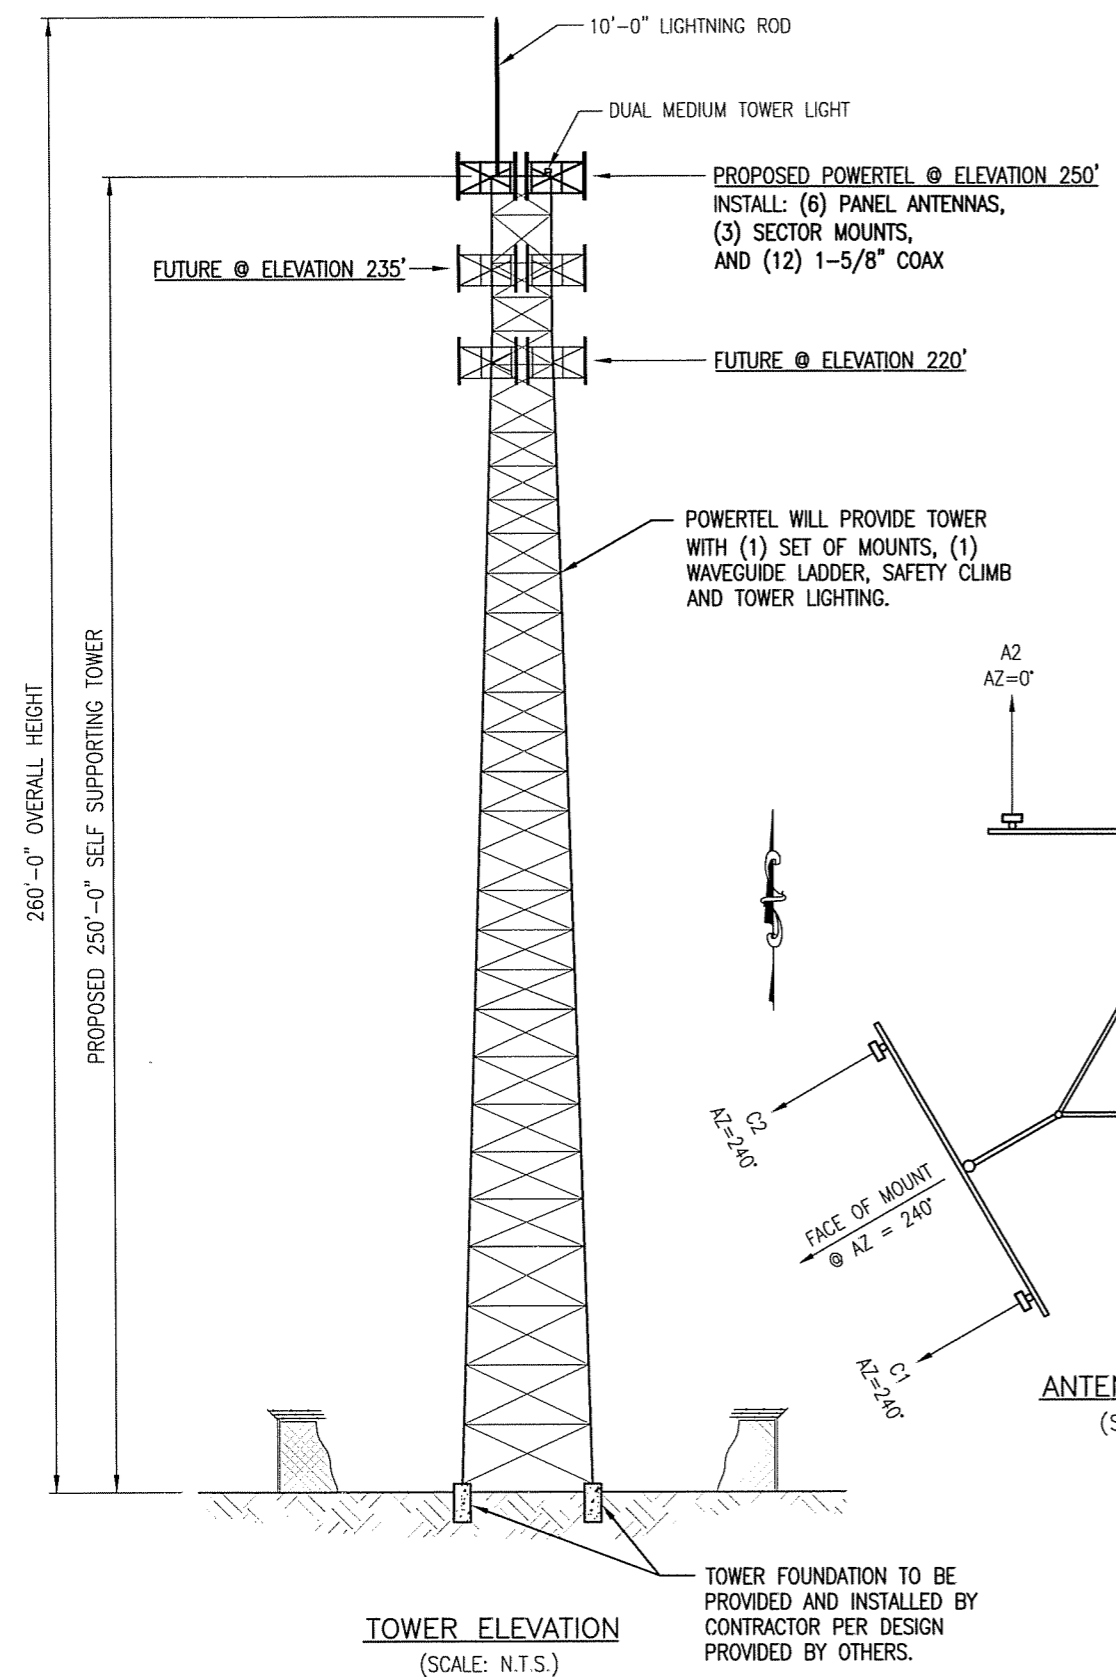 10'-0" LIGHTNING ROD
DUAL MEDIUM TOWER LIGHT
PROPOSED POWERTEL @ ELEVATION 250'
INSTALL: (6) PANEL ANTENNAS,
(3) SECTOR MOUNTS,
AND (12) 1-5/8" COAX
FUTURE @ ELEVATION 235'
FUTURE @ ELEVATION 220'
POWERTEL WILL PROVIDE TOWER
WITH (1) SET OF MOUNTS, (1)
WAVEGUIDE LADDER, SAFETY CLIMB
AND TOWER LIGHTING.
260'-0" OVERALL HEIGHT
PROPOSED 250'-0" SELF SUPPORTING TOWER
A2
AZ=0°
C2
AZ=240°
FACE OF MOUNT
@ AZ = 240°
C1
AZ=240°
ANTEN
(S
TOWER FOUNDATION TO BE
PROVIDED AND INSTALLED BY
CONTRACTOR PER DESIGN
PROVIDED BY OTHERS.
TOWER ELEVATION
(SCALE: N.T.S.)